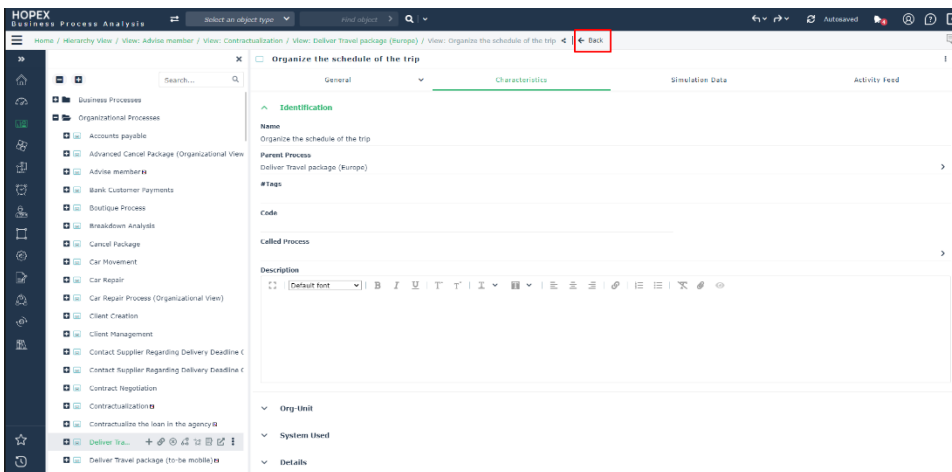 HOPEX
Business Process Analysis
Select an object type
Find object
Autosaved
Home / Hierarchy View / View: Advise member / View: Contractualization / View: Deliver Travel package (Europe) / View: Organize the schedule of the trip
Back
Search...
Business Processes
Organizational Processes
Accounts payable
Advanced Cancel Package (Organizational View
Advise member
Bank Customer Payments
Boutique Process
Breakdown Analysis
Cancel Package
Car Movement
Car Repair
Car Repair Process (Organizational View)
Client Creation
Client Management
Contact Supplier Regarding Delivery Deadline C
Contact Supplier Regarding Delivery Deadline C
Contract Negotiation
Contractualization
Contractualize the loan in the agency
Deliver Tra...
Deliver Travel package (to-be mobile)
Organize the schedule of the trip
General
Characteristics
Simulation Data
Activity Feed
Identification
Name
Organize the schedule of the trip
Parent Process
Deliver Travel package (Europe)
#Tags
Code
Called Process
Description
Default font
B I U
Org-Unit
System Used
Details